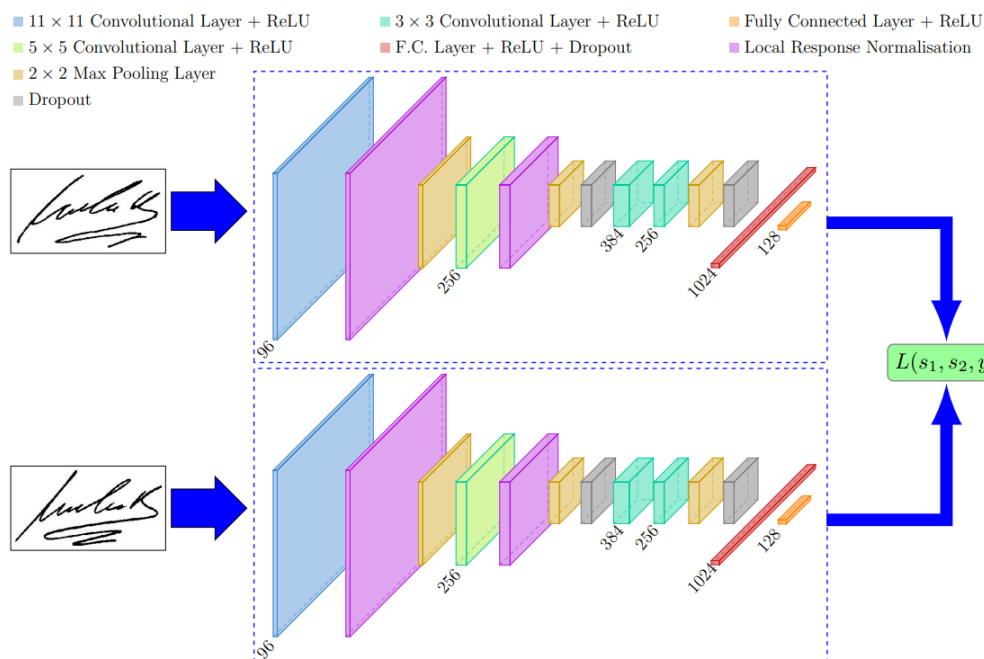 11 × 11 Convolutional Layer + ReLU
3 × 3 Convolutional Layer + ReLU
Fully Connected Layer + ReLU
5 × 5 Convolutional Layer + ReLU
F.C. Layer + ReLU + Dropout
Local Response Normalisation
2 × 2 Max Pooling Layer
Dropout
96
256
384
256
1024
128
L(s₁, s₂, y
96
256
384
256
1024
128